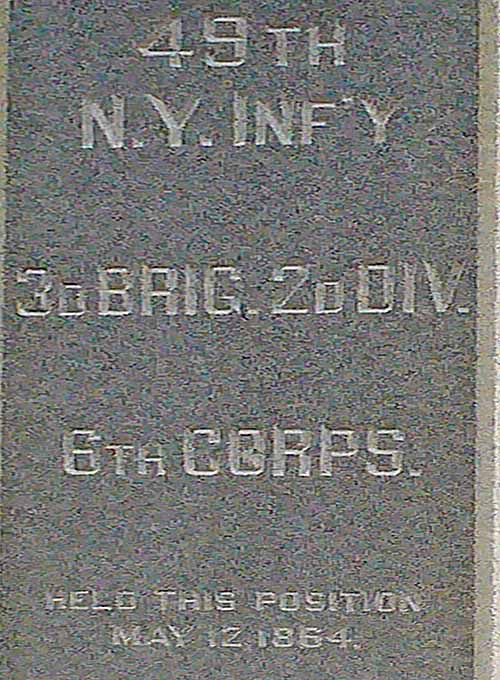 49TH
N.Y. INF'Y
3D BRIG. 2D DIV.
6TH CORPS.
HELD THIS POSITION
MAY 12, 1864.